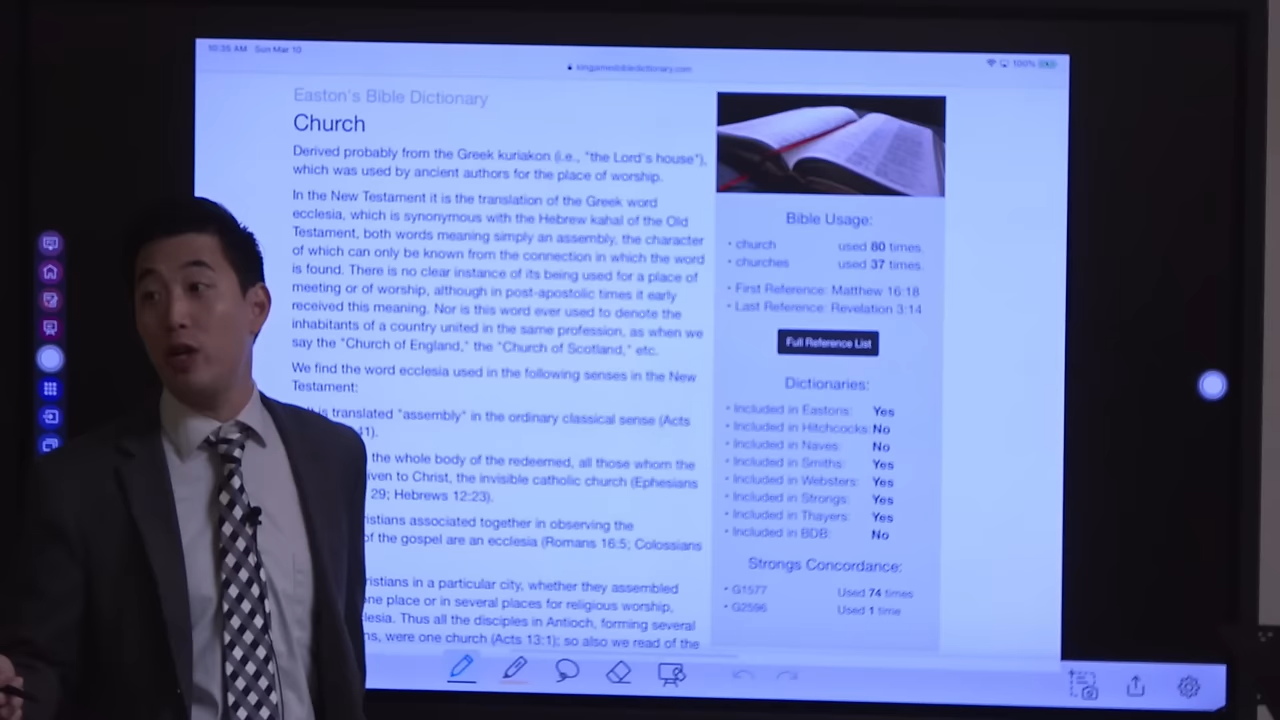 10:35 AM Sun Mar 10
kingjamesbibledictionary.com
100%
Easton's Bible Dictionary
Church
Derived probably from the Greek kuriakon (i.e., "the Lord's house"),
which was used by ancient authors for the place of worship.
In the New Testament it is the translation of the Greek word
ecclesia, which is synonymous with the Hebrew kahal of the Old
Testament, both words meaning simply an assembly, the character
of which can only be known from the connection in which the word
is found. There is no clear instance of its being used for a place of
meeting or of worship, although in post-apostolic times it early
received this meaning. Nor is this word ever used to denote the
inhabitants of a country united in the same profession, as when we
say the "Church of England," the "Church of Scotland," etc.
We find the word ecclesia used in the following senses in the New
Testament:
is translated "assembly" in the ordinary classical sense (Acts
41).
the whole body of the redeemed, all those whom the
iven to Christ, the invisible catholic church (Ephesians
29; Hebrews 12:23).
ristians associated together in observing the
of the gospel are an ecclesia (Romans 16:5; Colossians
ristians in a particular city, whether they assembled
one place or in several places for religious worship,
lesia. Thus all the disciples in Antioch, forming several
ns, were one church (Acts 13:1); so also we read of the
Bible Usage:
• church used 80 times
• churches used 37 times
• First Reference: Matthew 16:18
• Last Reference: Revelation 3:14
Full Reference List
Dictionaries:
• Included in Eastons: Yes
• Included in Hitchcocks: No
• Included in Naves: No
• Included in Smiths: Yes
• Included in Websters: Yes
• Included in Strongs: Yes
• Included in Thayers: Yes
• Included in BDB: No
Strongs Concordance:
• G1577 Used 74 times
• G2596 Used 1 time